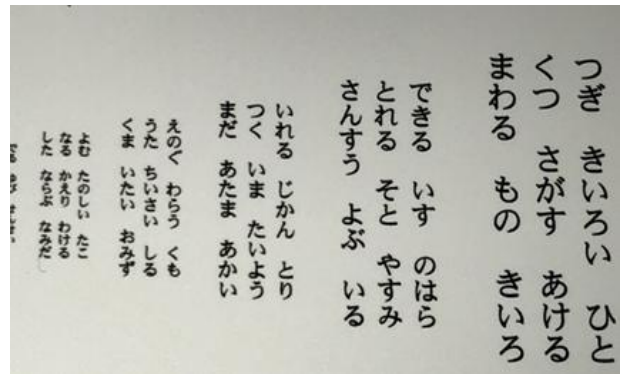 つぎ きいろい ひと
くつ さがす あける
まわる もの きいろ
できる いす のはら
とれる そと やすみ
さんすう よぶ いる
いれる じかん とり
つく いま たいよう
まだ あたま あかい
えのぐ わらう くも
うた ちいさい しる
くま いたい おみず
よむ たのしい たこ
なる かえり わける
した ならぶ なみだ